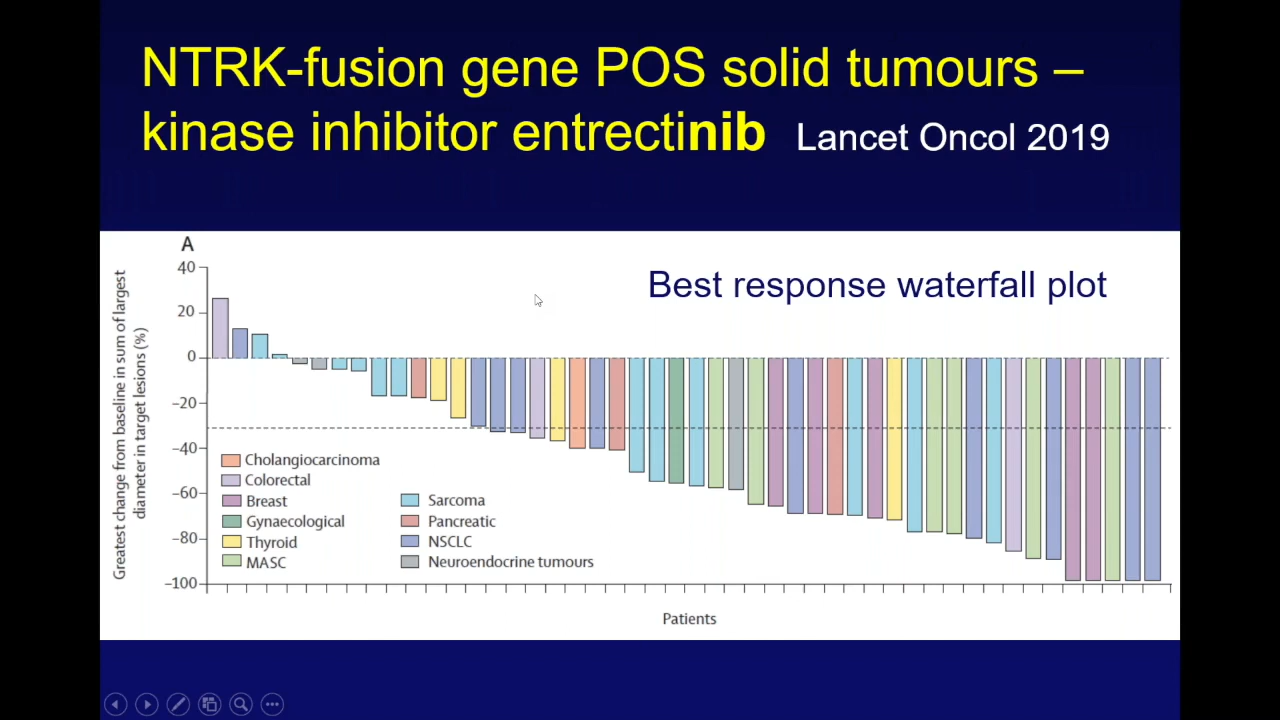 NTRK-fusion gene POS solid tumours –
kinase inhibitor entrectinib Lancet Oncol 2019
A
Best response waterfall plot
Greatest change from baseline in sum of largest
diameter in target lesions (%)
40
20
0
–20
–40
–60
–80
–100
Cholangiocarcinoma
Colorectal
Breast
Gynaecological
Thyroid
MASC
Sarcoma
Pancreatic
NSCLC
Neuroendocrine tumours
Patients